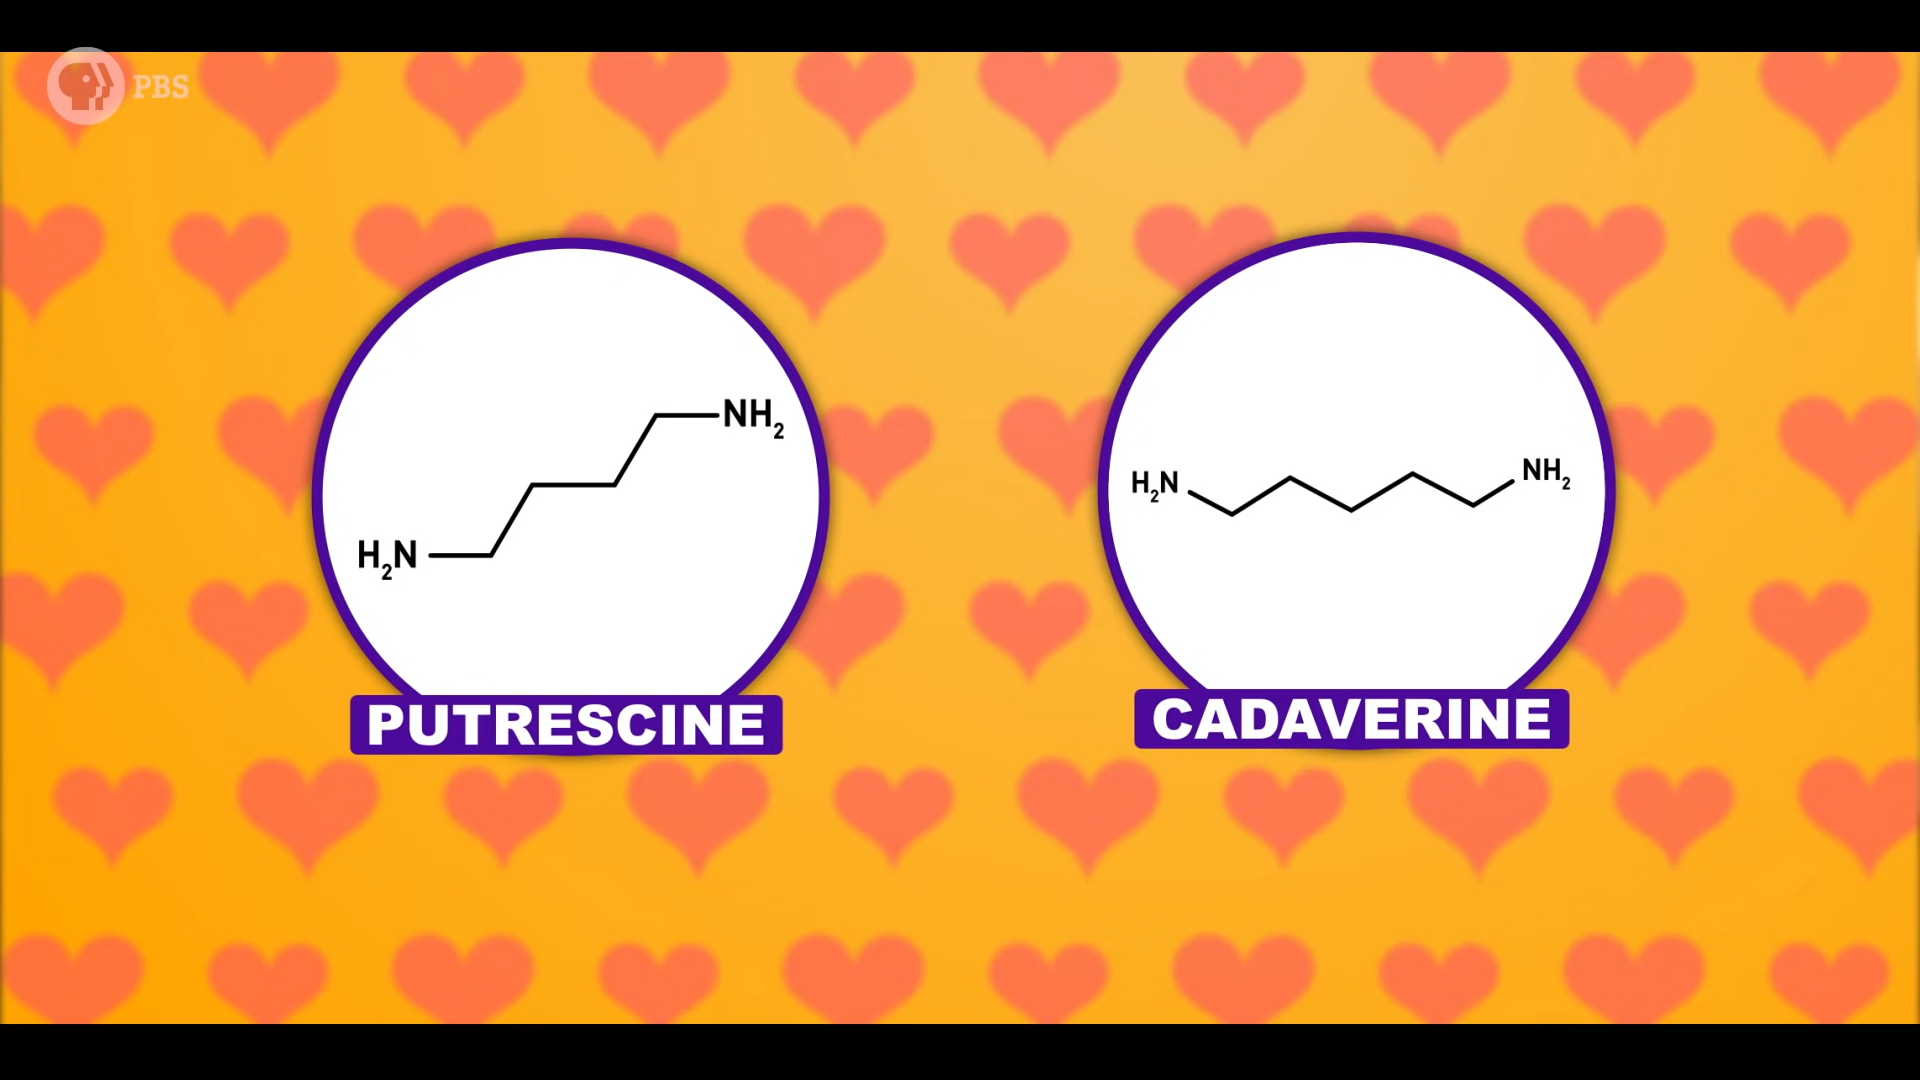 PBS
NH₂
H₂N
PUTRESCINE
H₂N
NH₂
CADAVERINE